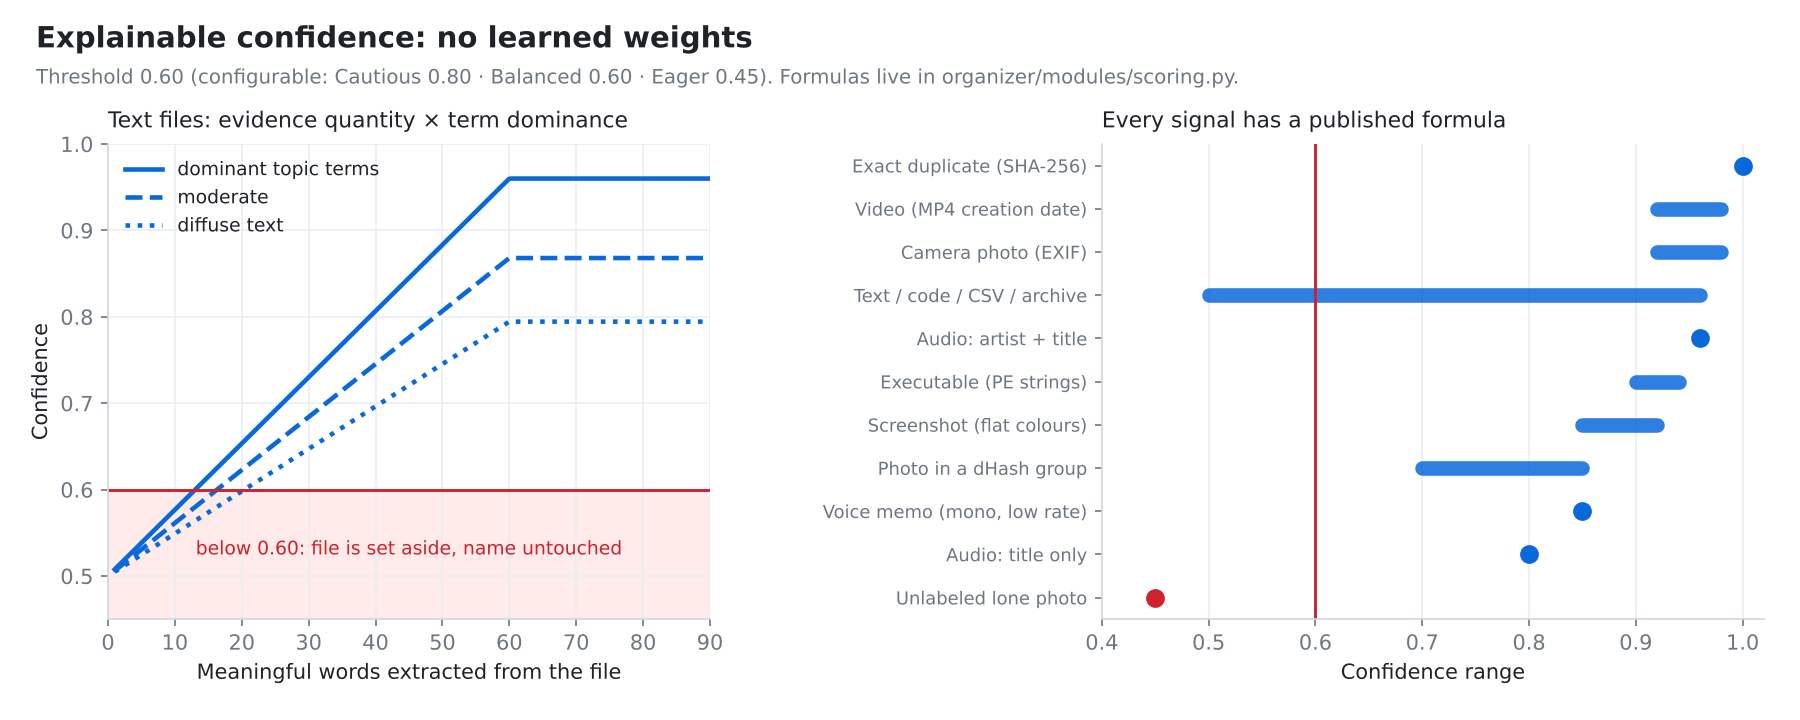 Explainable confidence: no learned weights
Threshold 0.60 (configurable: Cautious 0.80 · Balanced 0.60 · Eager 0.45). Formulas live in organizer/modules/scoring.py.
Text files: evidence quantity × term dominance
1.0
0.9
0.8
0.7
0.6
0.5
Confidence
dominant topic terms
moderate
diffuse text
below 0.60: file is set aside, name untouched
0 10 20 30 40 50 60 70 80 90
Meaningful words extracted from the file
Every signal has a published formula
Exact duplicate (SHA-256)
Video (MP4 creation date)
Camera photo (EXIF)
Text / code / CSV / archive
Audio: artist + title
Executable (PE strings)
Screenshot (flat colours)
Photo in a dHash group
Voice memo (mono, low rate)
Audio: title only
Unlabeled lone photo
0.4 0.5 0.6 0.7 0.8 0.9 1.0
Confidence range